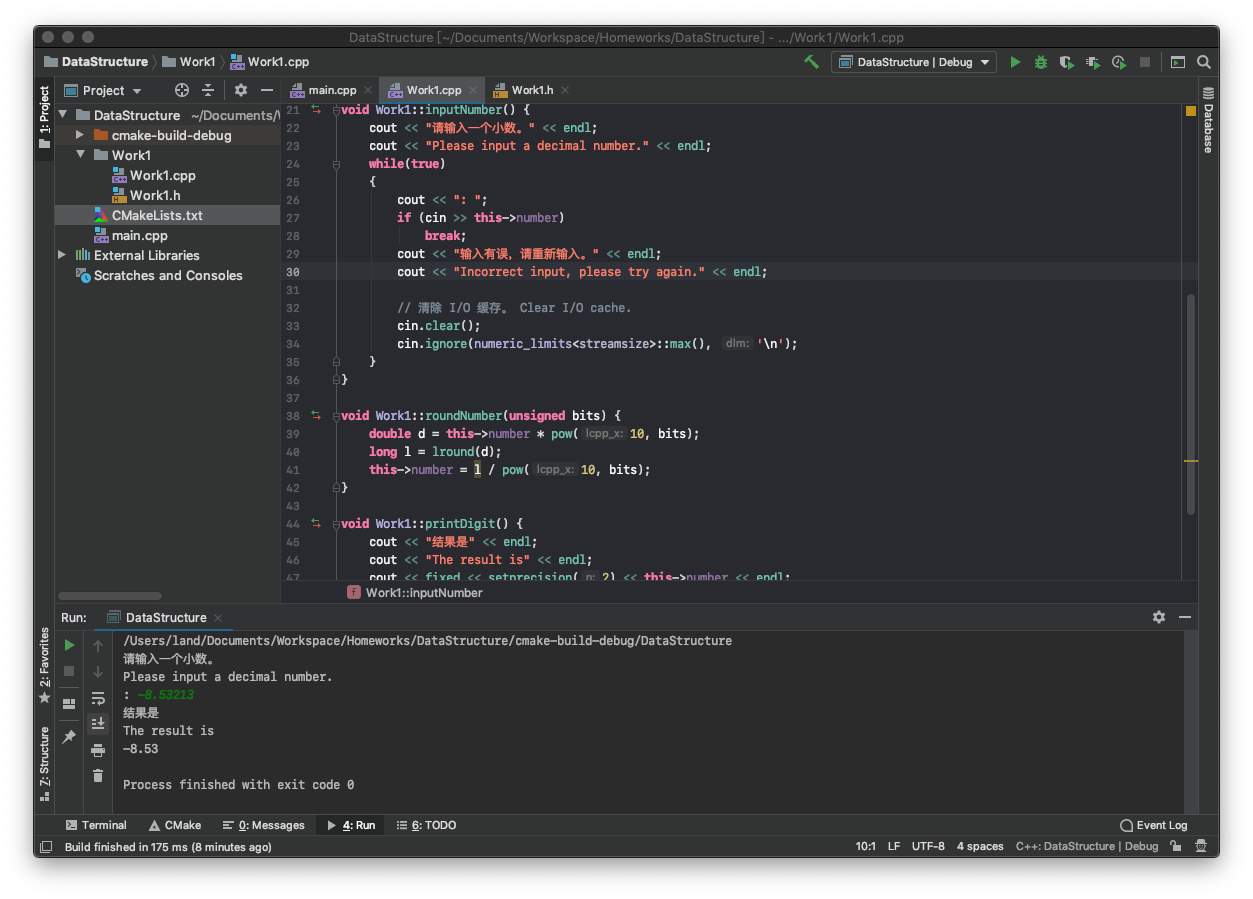 DataStructure [~/Documents/Workspace/Homeworks/DataStructure] - .../Work1/Work1.cpp
DataStructure Work1 Work1.cpp
DataStructure | Debug
1: Project
Project
main.cpp
Work1.cpp
Work1.h
Database
DataStructure ~/Documents/
cmake-build-debug
Work1
Work1.cpp
Work1.h
CMakeLists.txt
main.cpp
External Libraries
Scratches and Consoles
21 void Work1::inputNumber() {
22 cout << "请输入一个小数。" << endl;
23 cout << "Please input a decimal number." << endl;
24 while(true)
25 {
26 cout << ": ";
27 if (cin >> this->number)
28 break;
29 cout << "输入有误，请重新输入。" << endl;
30 cout << "Incorrect input, please try again." << endl;
31
32 // 清除 I/O 缓存。 Clear I/O cache.
33 cin.clear();
34 cin.ignore(numeric_limits<streamsize>::max(), dlm: '\n');
35 }
36 }
37
38 void Work1::roundNumber(unsigned bits) {
39 double d = this->number * pow( lcpp_x: 10, bits);
40 long l = lround(d);
41 this->number = l / pow( lcpp_x: 10, bits);
42 }
43
44 void Work1::printDigit() {
45 cout << "结果是" << endl;
46 cout << "The result is" << endl;
47 cout << fixed << setprecision( n: 2) << this->number << endl;
f Work1::inputNumber
Run: DataStructure
2: Favorites
7: Structure
/Users/land/Documents/Workspace/Homeworks/DataStructure/cmake-build-debug/DataStructure
请输入一个小数。
Please input a decimal number.
: -8.53213
结果是
The result is
-8.53
Process finished with exit code 0
Terminal CMake 0: Messages 4: Run 6: TODO Event Log
Build finished in 175 ms (8 minutes ago) 10:1 LF UTF-8 4 spaces C++: DataStructure | Debug